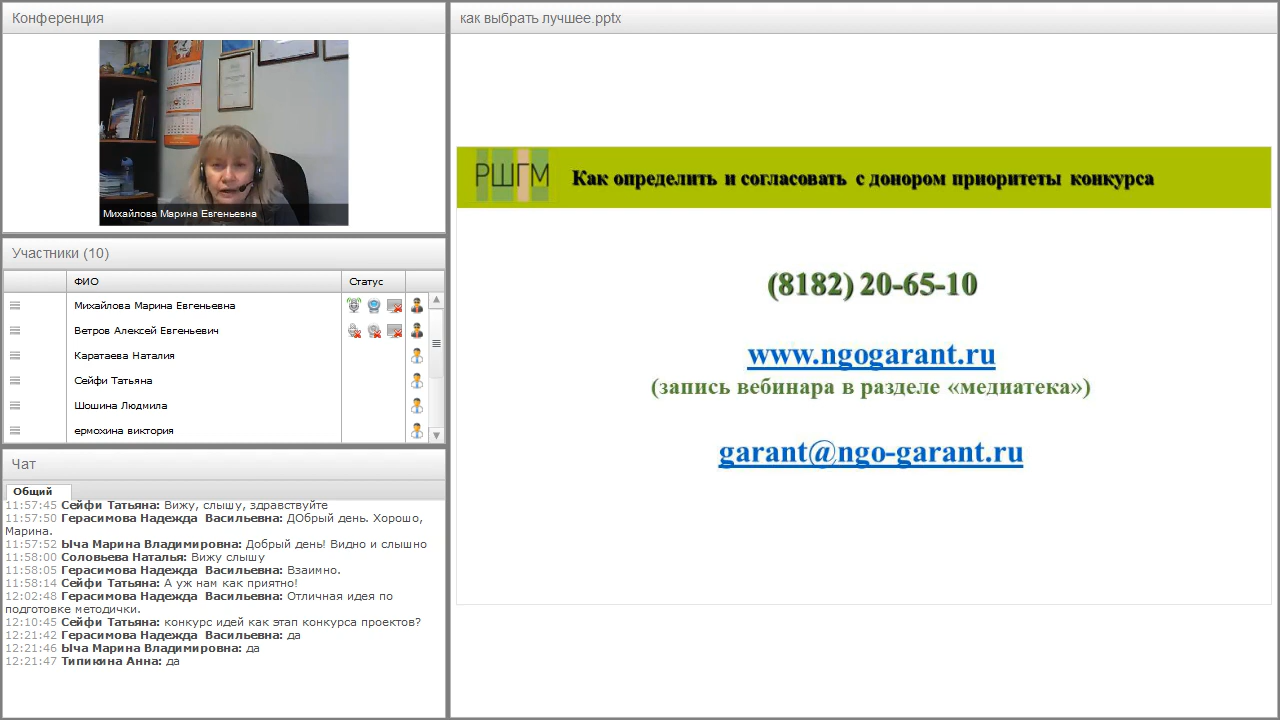 Конференция
Михайлова Марина Евгеньевна
Участники (10)
ФИО
Статус
Михайлова Марина Евгеньевна
Ветров Алексей Евгеньевич
Каратаева Наталия
Сейфи Татьяна
Шошина Людмила
ермохина виктория
Чат
Общий
11:57:45 Сейфи Татьяна: Вижу, слышу, здравствуйте
11:57:50 Герасимова Надежда Васильевна: ДОбрый день. Хорошо,
Марина.
11:57:52 Ыча Марина Владимировна: Добрый день! Видно и слышно
11:58:00 Соловьева Наталья: Вижу слышу
11:58:05 Герасимова Надежда Васильевна: Взаимно.
11:58:14 Сейфи Татьяна: А уж нам как приятно!
12:02:48 Герасимова Надежда Васильевна: Отличная идея по
подготовке методички.
12:10:45 Сейфи Татьяна: конкурс идей как этап конкурса проектов?
12:21:42 Герасимова Надежда Васильевна: да
12:21:46 Ыча Марина Владимировна: да
12:21:47 Типикина Анна: да
как выбрать лучшее.pptx
РШГМ
Как определить и согласовать с донором приоритеты конкурса
(8182) 20-65-10
www.ngogarant.ru
(запись вебинара в разделе «медиатека»)
garant@ngo-garant.ru